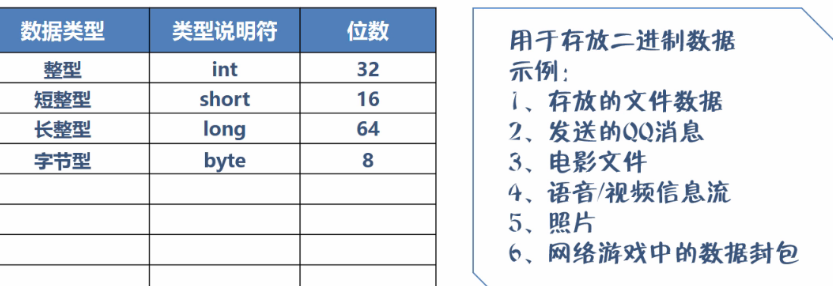 数据类型 类型说明符 位数
整型 int 32
短整型 short 16
长整型 long 64
字节型 byte 8
用于存放二进制数据
示例：
1、存放的文件数据
2、发送的QQ消息
3、电影文件
4、语音/视频信息流
5、照片
6、网络游戏中的数据封包